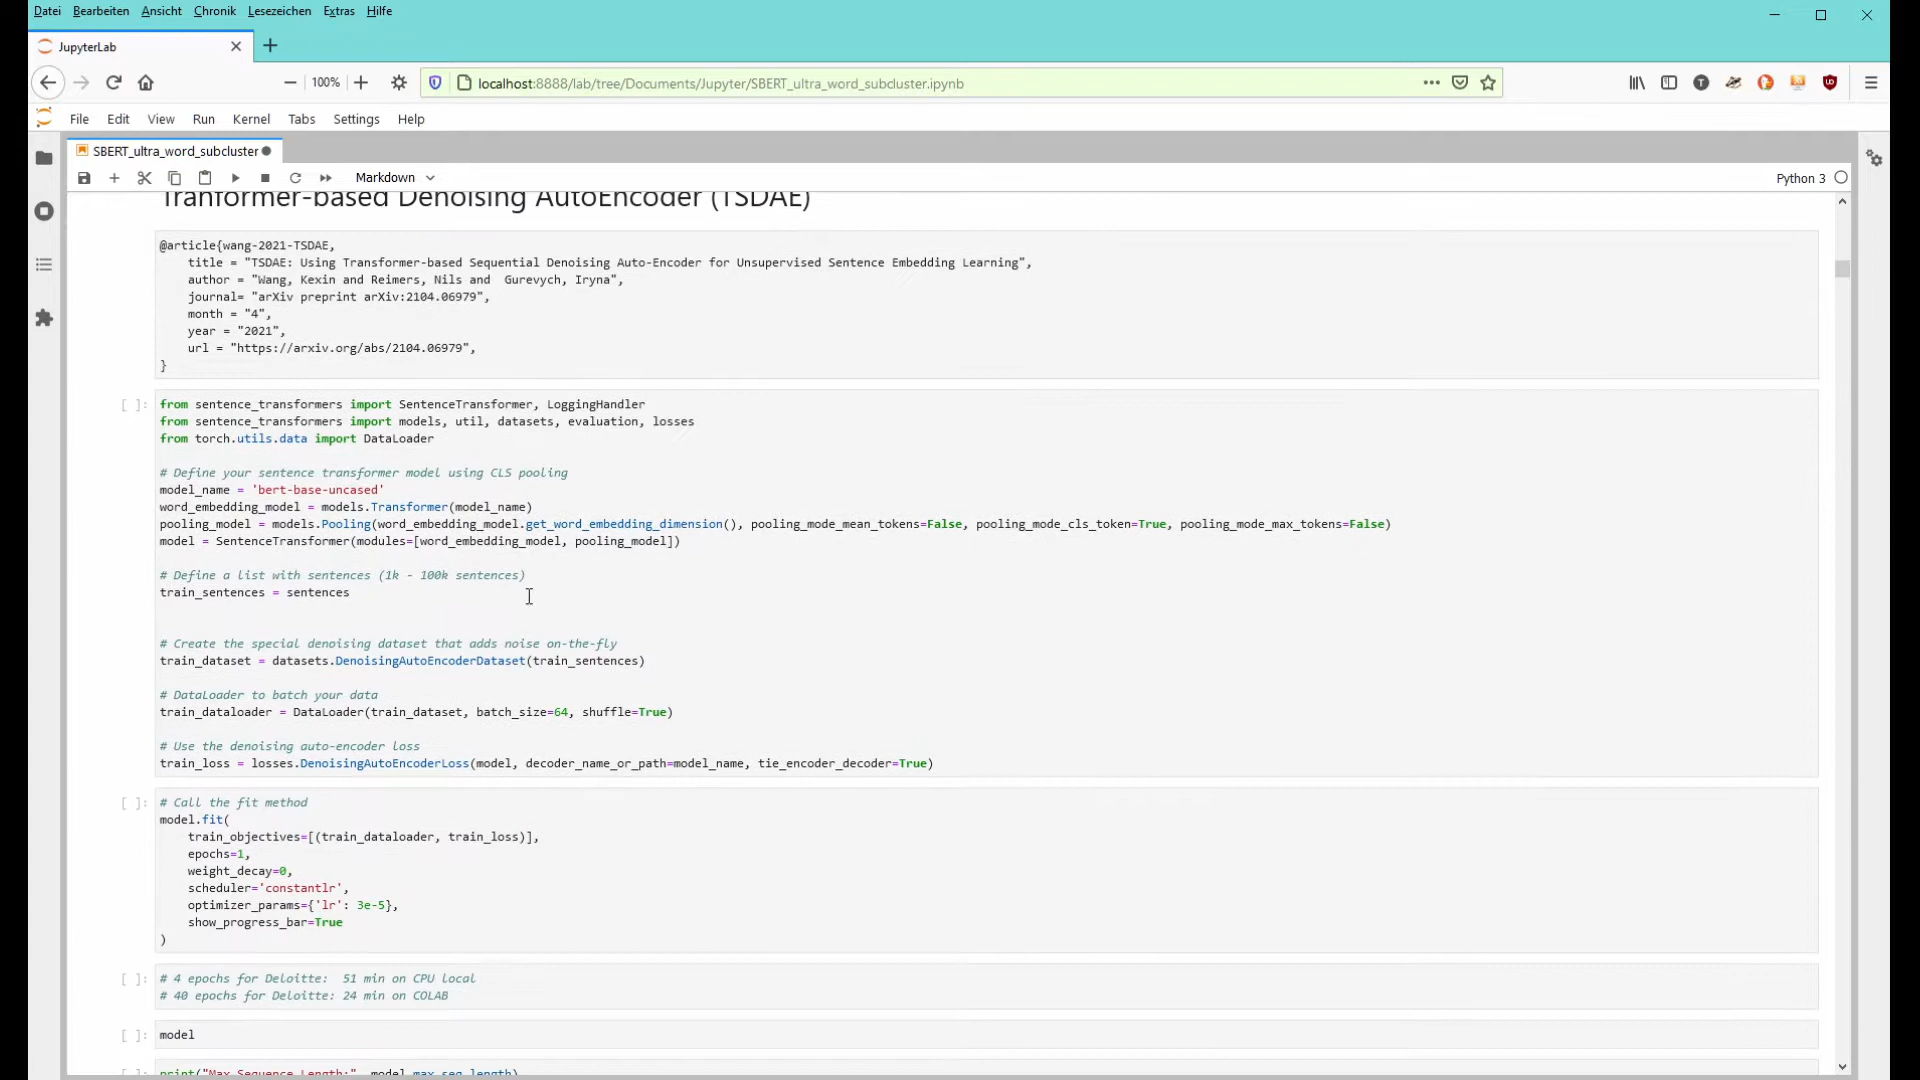 Datei Bearbeiten Ansicht Chronik Lesezeichen Extras Hilfe
JupyterLab
100%
localhost:8888/lab/tree/Documents/Jupyter/SBERT_ultra_word_subcluster.ipynb
File Edit View Run Kernel Tabs Settings Help
SBERT_ultra_word_subcluster
Markdown
Python 3
Tranformer-based Denoising AutoEncoder (TSDAE)
@article{wang-2021-TSDAE,
    title = "TSDAE: Using Transformer-based Sequential Denoising Auto-Encoder for Unsupervised Sentence Embedding Learning",
    author = "Wang, Kexin and Reimers, Nils and  Gurevych, Iryna",
    journal= "arXiv preprint arXiv:2104.06979",
    month = "4",
    year = "2021",
    url = "https://arxiv.org/abs/2104.06979",
}
[ ]: from sentence_transformers import SentenceTransformer, LoggingHandler
from sentence_transformers import models, util, datasets, evaluation, losses
from torch.utils.data import DataLoader
# Define your sentence transformer model using CLS pooling
model_name = 'bert-base-uncased'
word_embedding_model = models.Transformer(model_name)
pooling_model = models.Pooling(word_embedding_model.get_word_embedding_dimension(), pooling_mode_mean_tokens=False, pooling_mode_cls_token=True, pooling_mode_max_tokens=False)
model = SentenceTransformer(modules=[word_embedding_model, pooling_model])
# Define a list with sentences (1k - 100k sentences)
train_sentences = sentences
# Create the special denoising dataset that adds noise on-the-fly
train_dataset = datasets.DenoisingAutoEncoderDataset(train_sentences)
# DataLoader to batch your data
train_dataloader = DataLoader(train_dataset, batch_size=64, shuffle=True)
# Use the denoising auto-encoder loss
train_loss = losses.DenoisingAutoEncoderLoss(model, decoder_name_or_path=model_name, tie_encoder_decoder=True)
[ ]: # Call the fit method
model.fit(
    train_objectives=[(train_dataloader, train_loss)],
    epochs=1,
    weight_decay=0,
    scheduler='constantlr',
    optimizer_params={'lr': 3e-5},
    show_progress_bar=True
)
[ ]: # 4 epochs for Deloitte:  51 min on CPU local
# 40 epochs for Deloitte: 24 min on COLAB
[ ]: model
[ ]: print("Max Sequence Length:", model.max_seq_length)